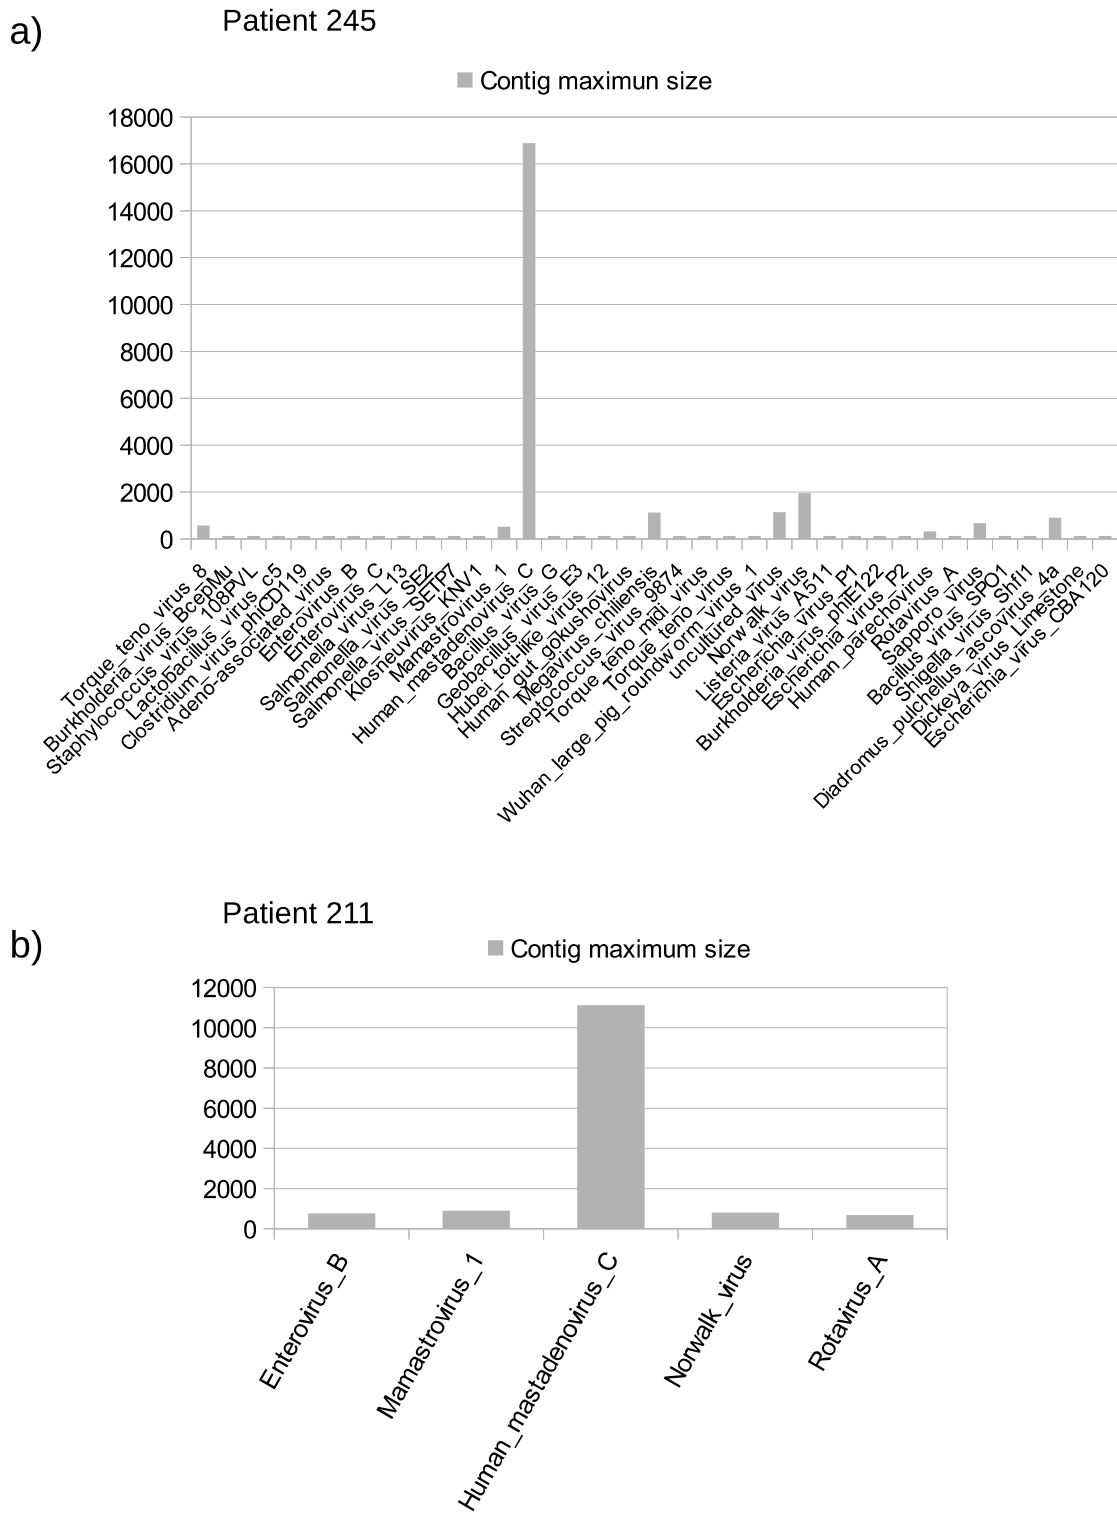 a)
Patient 245
Contig maximun size
18000
16000
14000
12000
10000
8000
6000
4000
2000
0
Torque_teno_virus_8
Burkholderia_virus_BcepMu
Staphylococcus_virus_108PVL
Lactobacillus_virus_c5
Clostridium_virus_phiCD119
Adeno-associated_virus
Enterovirus_B
Enterovirus_C
Salmonella_virus_L13
Salmonella_virus_SE2
Salmonella_virus_SETP7
Klosneuvirus_KNV1
Mamastrovirus_1
Human_mastadenovirus_C
Bacillus_virus_G
Geobacillus_virus_E3
Hubei_toti-like_virus_12
Human_gut_gokushovirus
Megavirus_chiliensis
Streptococcus_virus_9874
Torque_teno_midi_virus
Torque_teno_virus
Wuhan_large_pig_roundworm_virus_1
uncultured_virus
Norwalk_virus
Listeria_virus_A511
Escherichia_virus_P1
Burkholderia_virus_phiE122
Escherichia_virus_P2
Human_parechovirus
Rotavirus_A
Sapporo_virus
Bacillus_virus_SPO1
Shigella_virus_Shfl1
Diadromus_pulchellus_ascovirus_4a
Dickeya_virus_Limestone
Escherichia_virus_CBA120
Patient 211
b)
Contig maximum size
12000
10000
8000
6000
4000
2000
0
Enterovirus_B
Mamastrovirus_1
Human_mastadenovirus_C
Norwalk_virus
Rotavirus_A